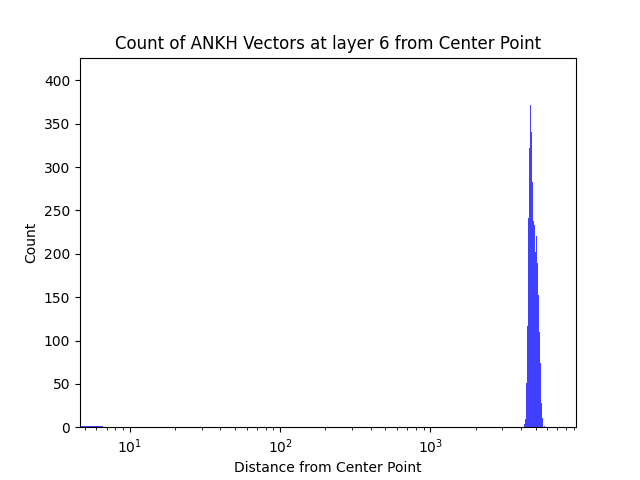 Count of ANKH Vectors at layer 6 from Center Point
Count
400
350
300
250
200
150
100
50
0
10¹ 10² 10³
Distance from Center Point